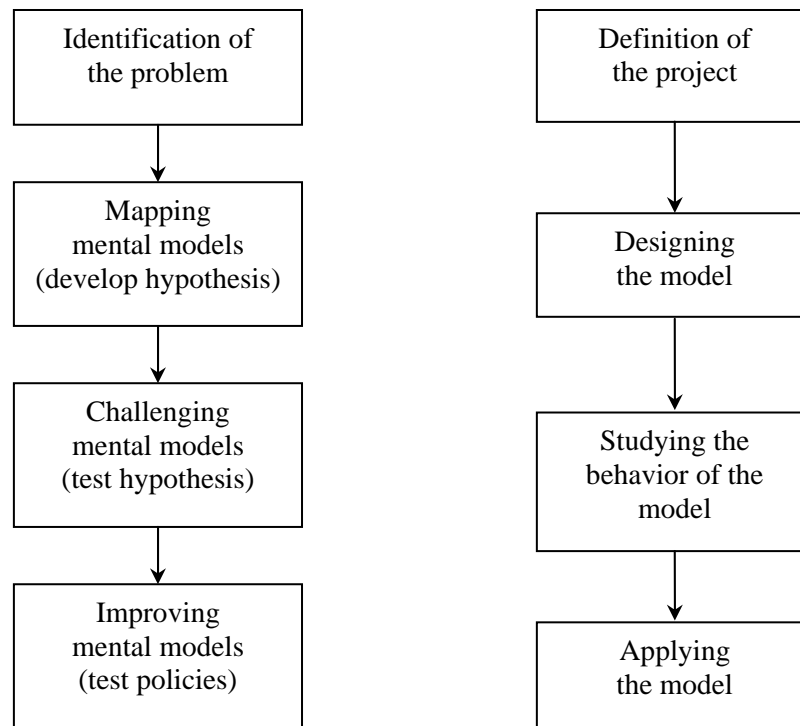 Identification of
the problem
Mapping
mental models
(develop hypothesis)
Challenging
mental models
(test hypothesis)
Improving
mental models
(test policies)
Definition of
the project
Designing
the model
Studying the
behavior of the
model
Applying
the model